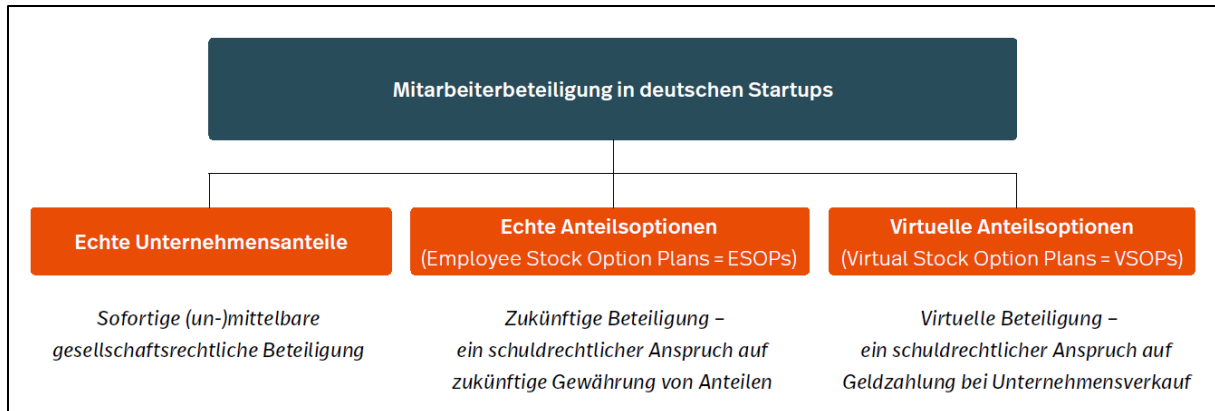 Mitarbeiterbeteiligung in deutschen Startups
Echte Unternehmensanteile
Sofortige (un-)mittelbare
gesellschaftsrechtliche Beteiligung
Echte Anteilsoptionen
(Employee Stock Option Plans = ESOPs)
Zukünftige Beteiligung –
ein schuldrechtlicher Anspruch auf
zukünftige Gewährung von Anteilen
Virtuelle Anteilsoptionen
(Virtual Stock Option Plans = VSOPs)
Virtuelle Beteiligung –
ein schuldrechtlicher Anspruch auf
Geldzahlung bei Unternehmensverkauf